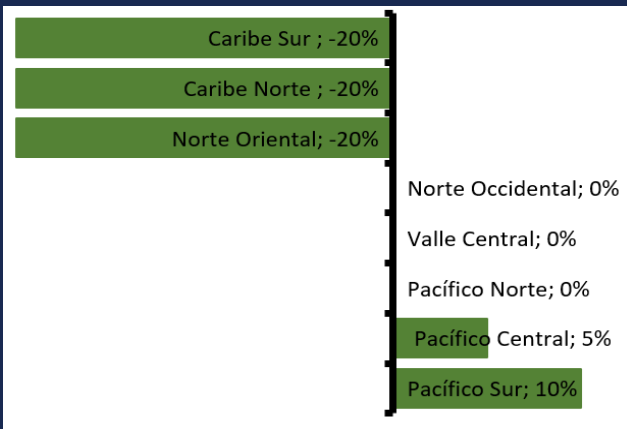 Caribe Sur ; -20%
Caribe Norte ; -20%
Norte Oriental; -20%
Norte Occidental; 0%
Valle Central; 0%
Pacífico Norte; 0%
Pacífico Central; 5%
Pacífico Sur; 10%